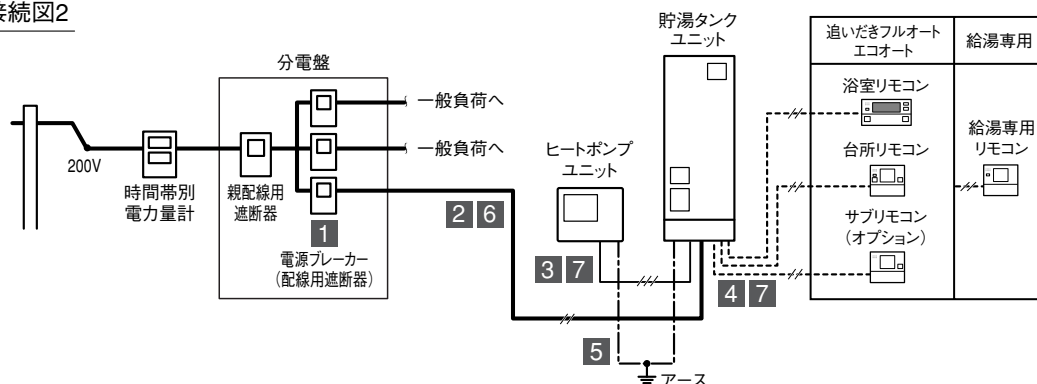 接続図2
分電盤
200V
時間帯別
電力量計
親配線用
遮断器
一般負荷へ
一般負荷へ
1
電源ブレーカー
(配線用遮断器)
2 6
ヒートポンプ
ユニット
3 7
貯湯タンク
ユニット
4 7
5
アース
追いだきフルオート
エコオート
給湯専用
浴室リモコン
台所リモコン
サブリモコン
(オプション)
給湯専用
リモコン